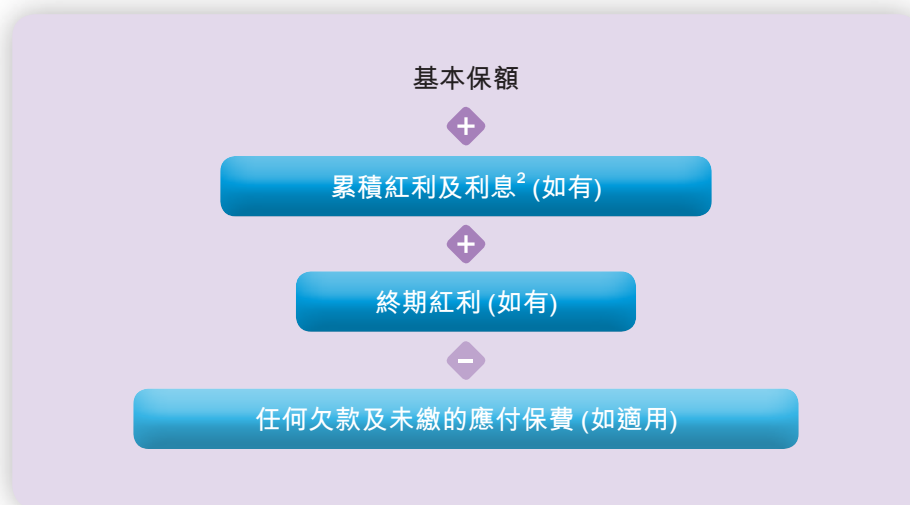 基本保額
+
累積紅利及利息² (如有)
+
終期紅利 (如有)
−
任何欠款及未繳的應付保費 (如適用)